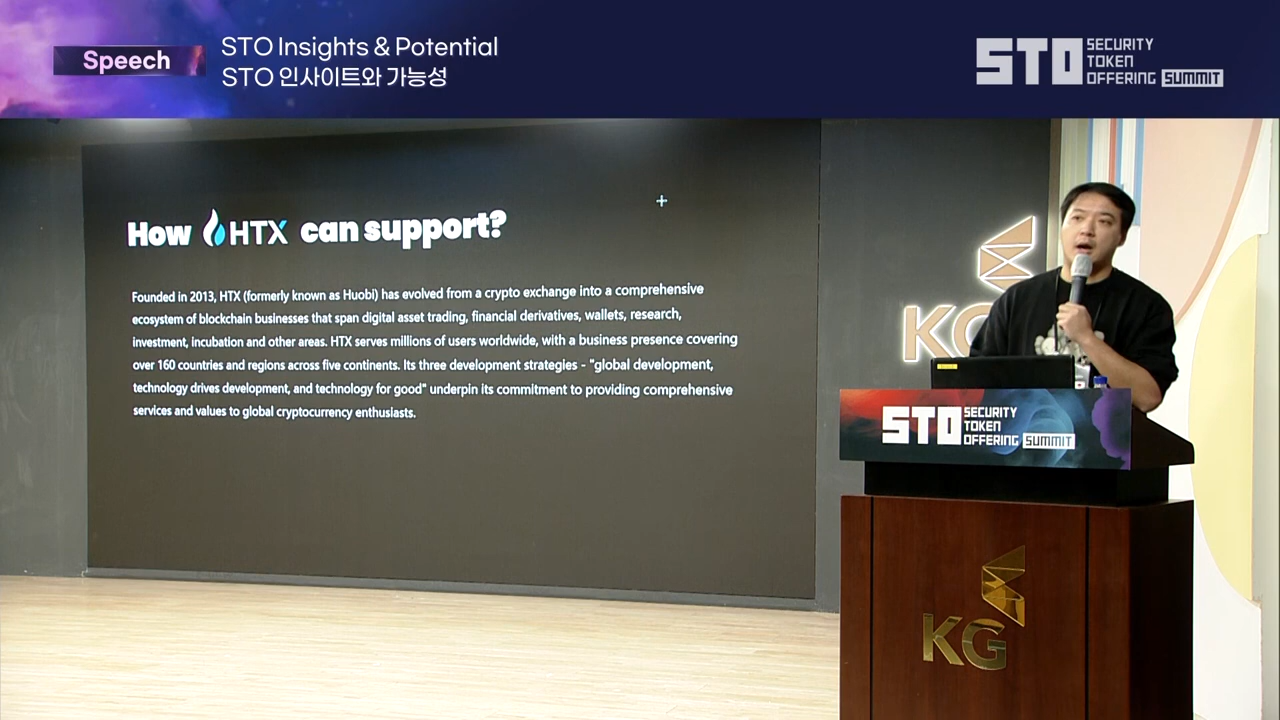 Speech
STO Insights & Potential
STO 인사이트와 가능성
STO SECURITY
TOKEN
OFFERING SUMMIT
How HTX can support?
Founded in 2013, HTX (formerly known as Huobi) has evolved from a crypto exchange into a comprehensive
ecosystem of blockchain businesses that span digital asset trading, financial derivatives, wallets, research,
investment, incubation and other areas. HTX serves millions of users worldwide, with a business presence covering
over 160 countries and regions across five continents. Its three development strategies - "global development,
technology drives development, and technology for good" underpin its commitment to providing comprehensive
services and values to global cryptocurrency enthusiasts.
KG
STO SECURITY
TOKEN
OFFERING SUMMIT
KG